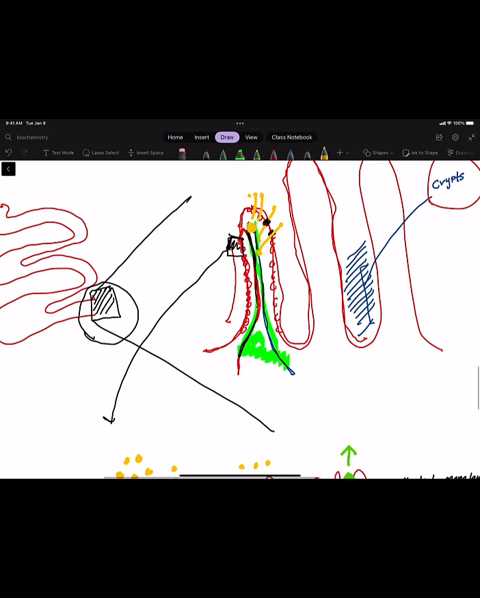 9:41 AM Tue Jan 9
100%
biochemistry
Home Insert Draw View Class Notebook
Text Mode Lasso Select Insert Space Shapes Ink to Shape
Crypts